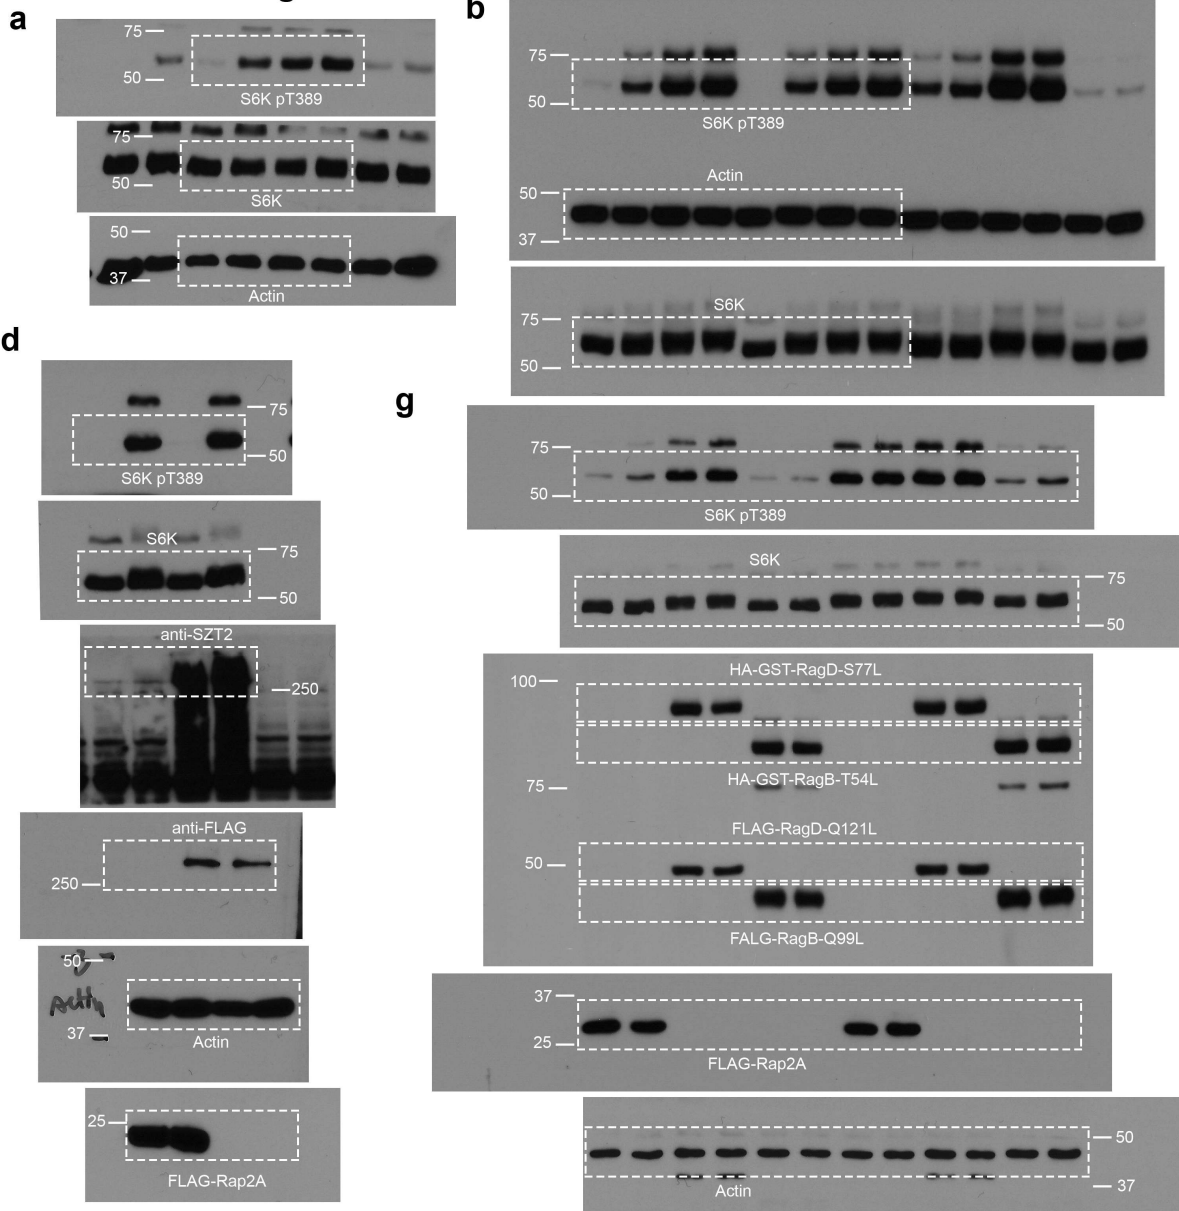 a
75
50
S6K pT389
75
50
S6K
50
37
Actin
b
75
50
S6K pT389
Actin
50
37
S6K
75
50
d
75
50
S6K pT389
S6K
75
50
anti-SZT2
250
anti-FLAG
250
50
Actin
37
Actin
25
FLAG-Rap2A
g
75
50
S6K pT389
S6K
75
50
HA-GST-RagD-S77L
100
HA-GST-RagB-T54L
75
FLAG-RagD-Q121L
50
FALG-RagB-Q99L
37
25
FLAG-Rap2A
50
37
Actin